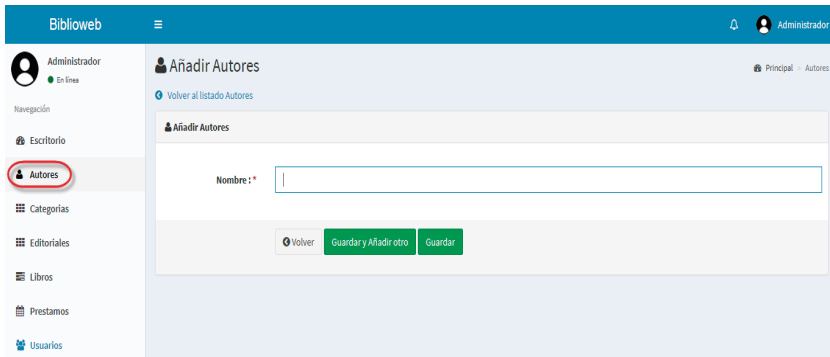 Biblioweb
Administrador
Administrador
En línea
Navegación
Escritorio
Autores
Categorias
Editoriales
Libros
Prestamos
Usuarios
Añadir Autores
Principal > Autores
Volver al listado Autores
Añadir Autores
Nombre : *
Volver Guardar y Añadir otro Guardar